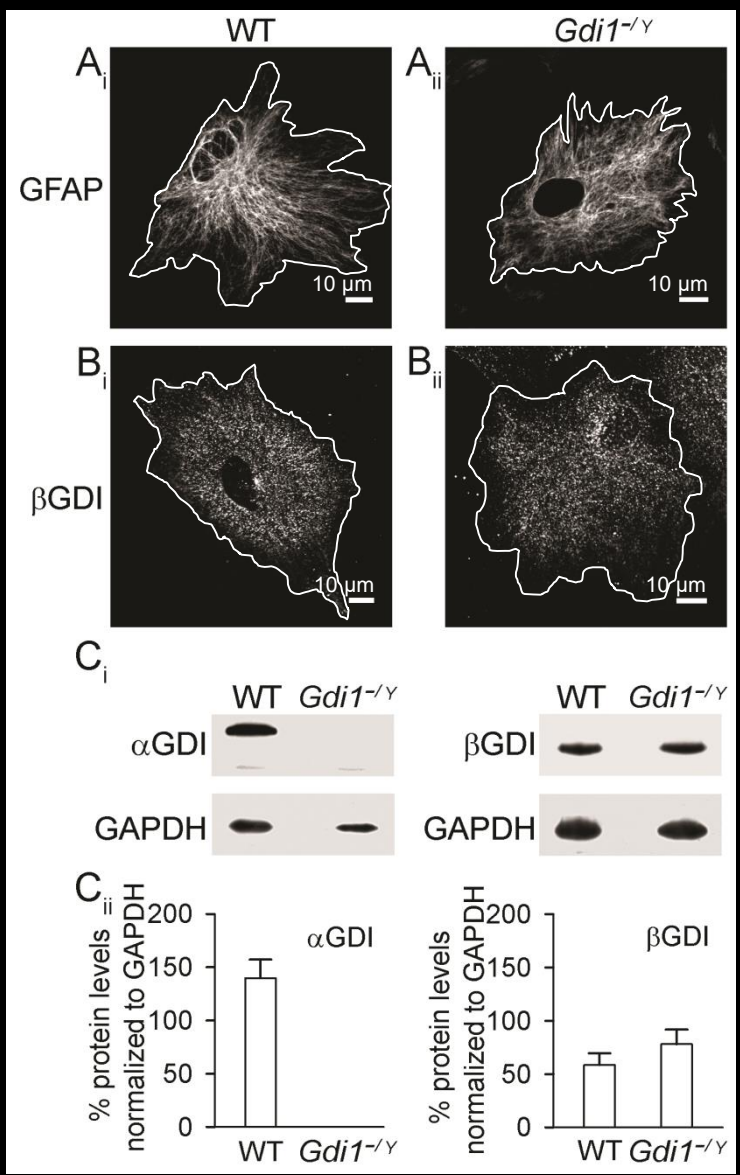 WT Gdi1-/Y
Ai Aii
GFAP
10 µm 10 µm
Bi Bii
βGDI
10 µm 10 µm
Ci
WT Gdi1-/Y WT Gdi1-/Y
αGDI βGDI
GAPDH GAPDH
Cii
% protein levels
normalized to GAPDH
200
150
100
50
0
αGDI
WT Gdi1-/Y
% protein levels
normalized to GAPDH
200
150
100
50
0
βGDI
WT Gdi1-/Y